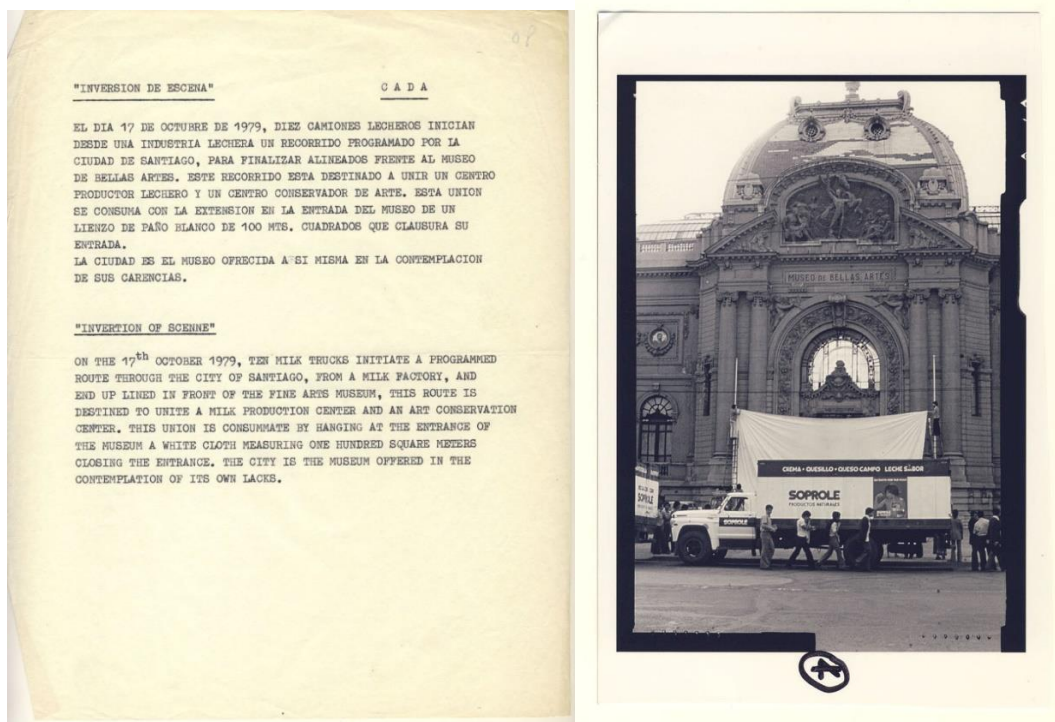 "INVERSION DE ESCENA" C A D A
EL DIA 17 DE OCTUBRE DE 1979, DIEZ CAMIONES LECHEROS INICIAN
DESDE UNA INDUSTRIA LECHERA UN RECORRIDO PROGRAMADO POR LA
CIUDAD DE SANTIAGO, PARA FINALIZAR ALINEADOS FRENTE AL MUSEO
DE BELLAS ARTES. ESTE RECORRIDO ESTA DESTINADO A UNIR UN CENTRO
PRODUCTOR LECHERO Y UN CENTRO CONSERVADOR DE ARTE. ESTA UNION
SE CONSUMA CON LA EXTENSION EN LA ENTRADA DEL MUSEO DE UN
LIENZO DE PAÑO BLANCO DE 100 MTS. CUADRADOS QUE CLAUSURA SU
ENTRADA.
LA CIUDAD ES EL MUSEO OFRECIDA A SI MISMA EN LA CONTEMPLACION
DE SUS CARENCIAS.
"INVERTION OF SCENNE"
ON THE 17th OCTOBER 1979, TEN MILK TRUCKS INITIATE A PROGRAMMED
ROUTE THROUGH THE CITY OF SANTIAGO, FROM A MILK FACTORY, AND
END UP LINED IN FRONT OF THE FINE ARTS MUSEUM, THIS ROUTE IS
DESTINED TO UNITE A MILK PRODUCTION CENTER AND AN ART CONSERVATION
CENTER. THIS UNION IS CONSUMMATE BY HANGING AT THE ENTRANCE OF
THE MUSEUM A WHITE CLOTH MEASURING ONE HUNDRED SQUARE METERS
CLOSING THE ENTRANCE. THE CITY IS THE MUSEUM OFFERED IN THE
CONTEMPLATION OF ITS OWN LACKS.
MUSEO DE BELLAS ARTES
CREMA • QUESILLO • QUESO CAMPO LECHE SABOR
SOPROLE
PRODUCTOS NATURALES
SOPROLE
SOPROLE